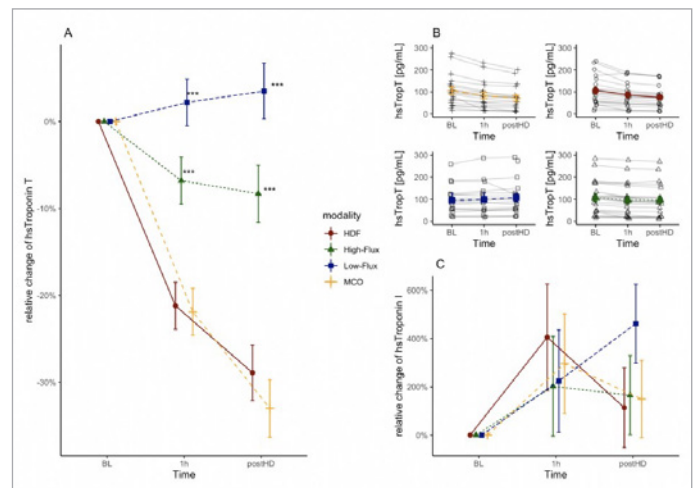 A
relative change of hsTroponin T
0%
-10%
-20%
-30%
***
***
***
***
BL
1h
postHD
Time
modality
HDF
High-Flux
Low-Flux
MCO
B
hsTropT [pg/mL]
300
200
100
0
BL
1h
postHD
Time
hsTropT [pg/mL]
300
200
100
0
BL
1h
postHD
Time
hsTropT [pg/mL]
300
200
100
0
BL
1h
postHD
Time
hsTropT [pg/mL]
300
200
100
0
BL
1h
postHD
Time
C
relative change of hsTroponin I
600%
400%
200%
0%
BL
1h
postHD
Time